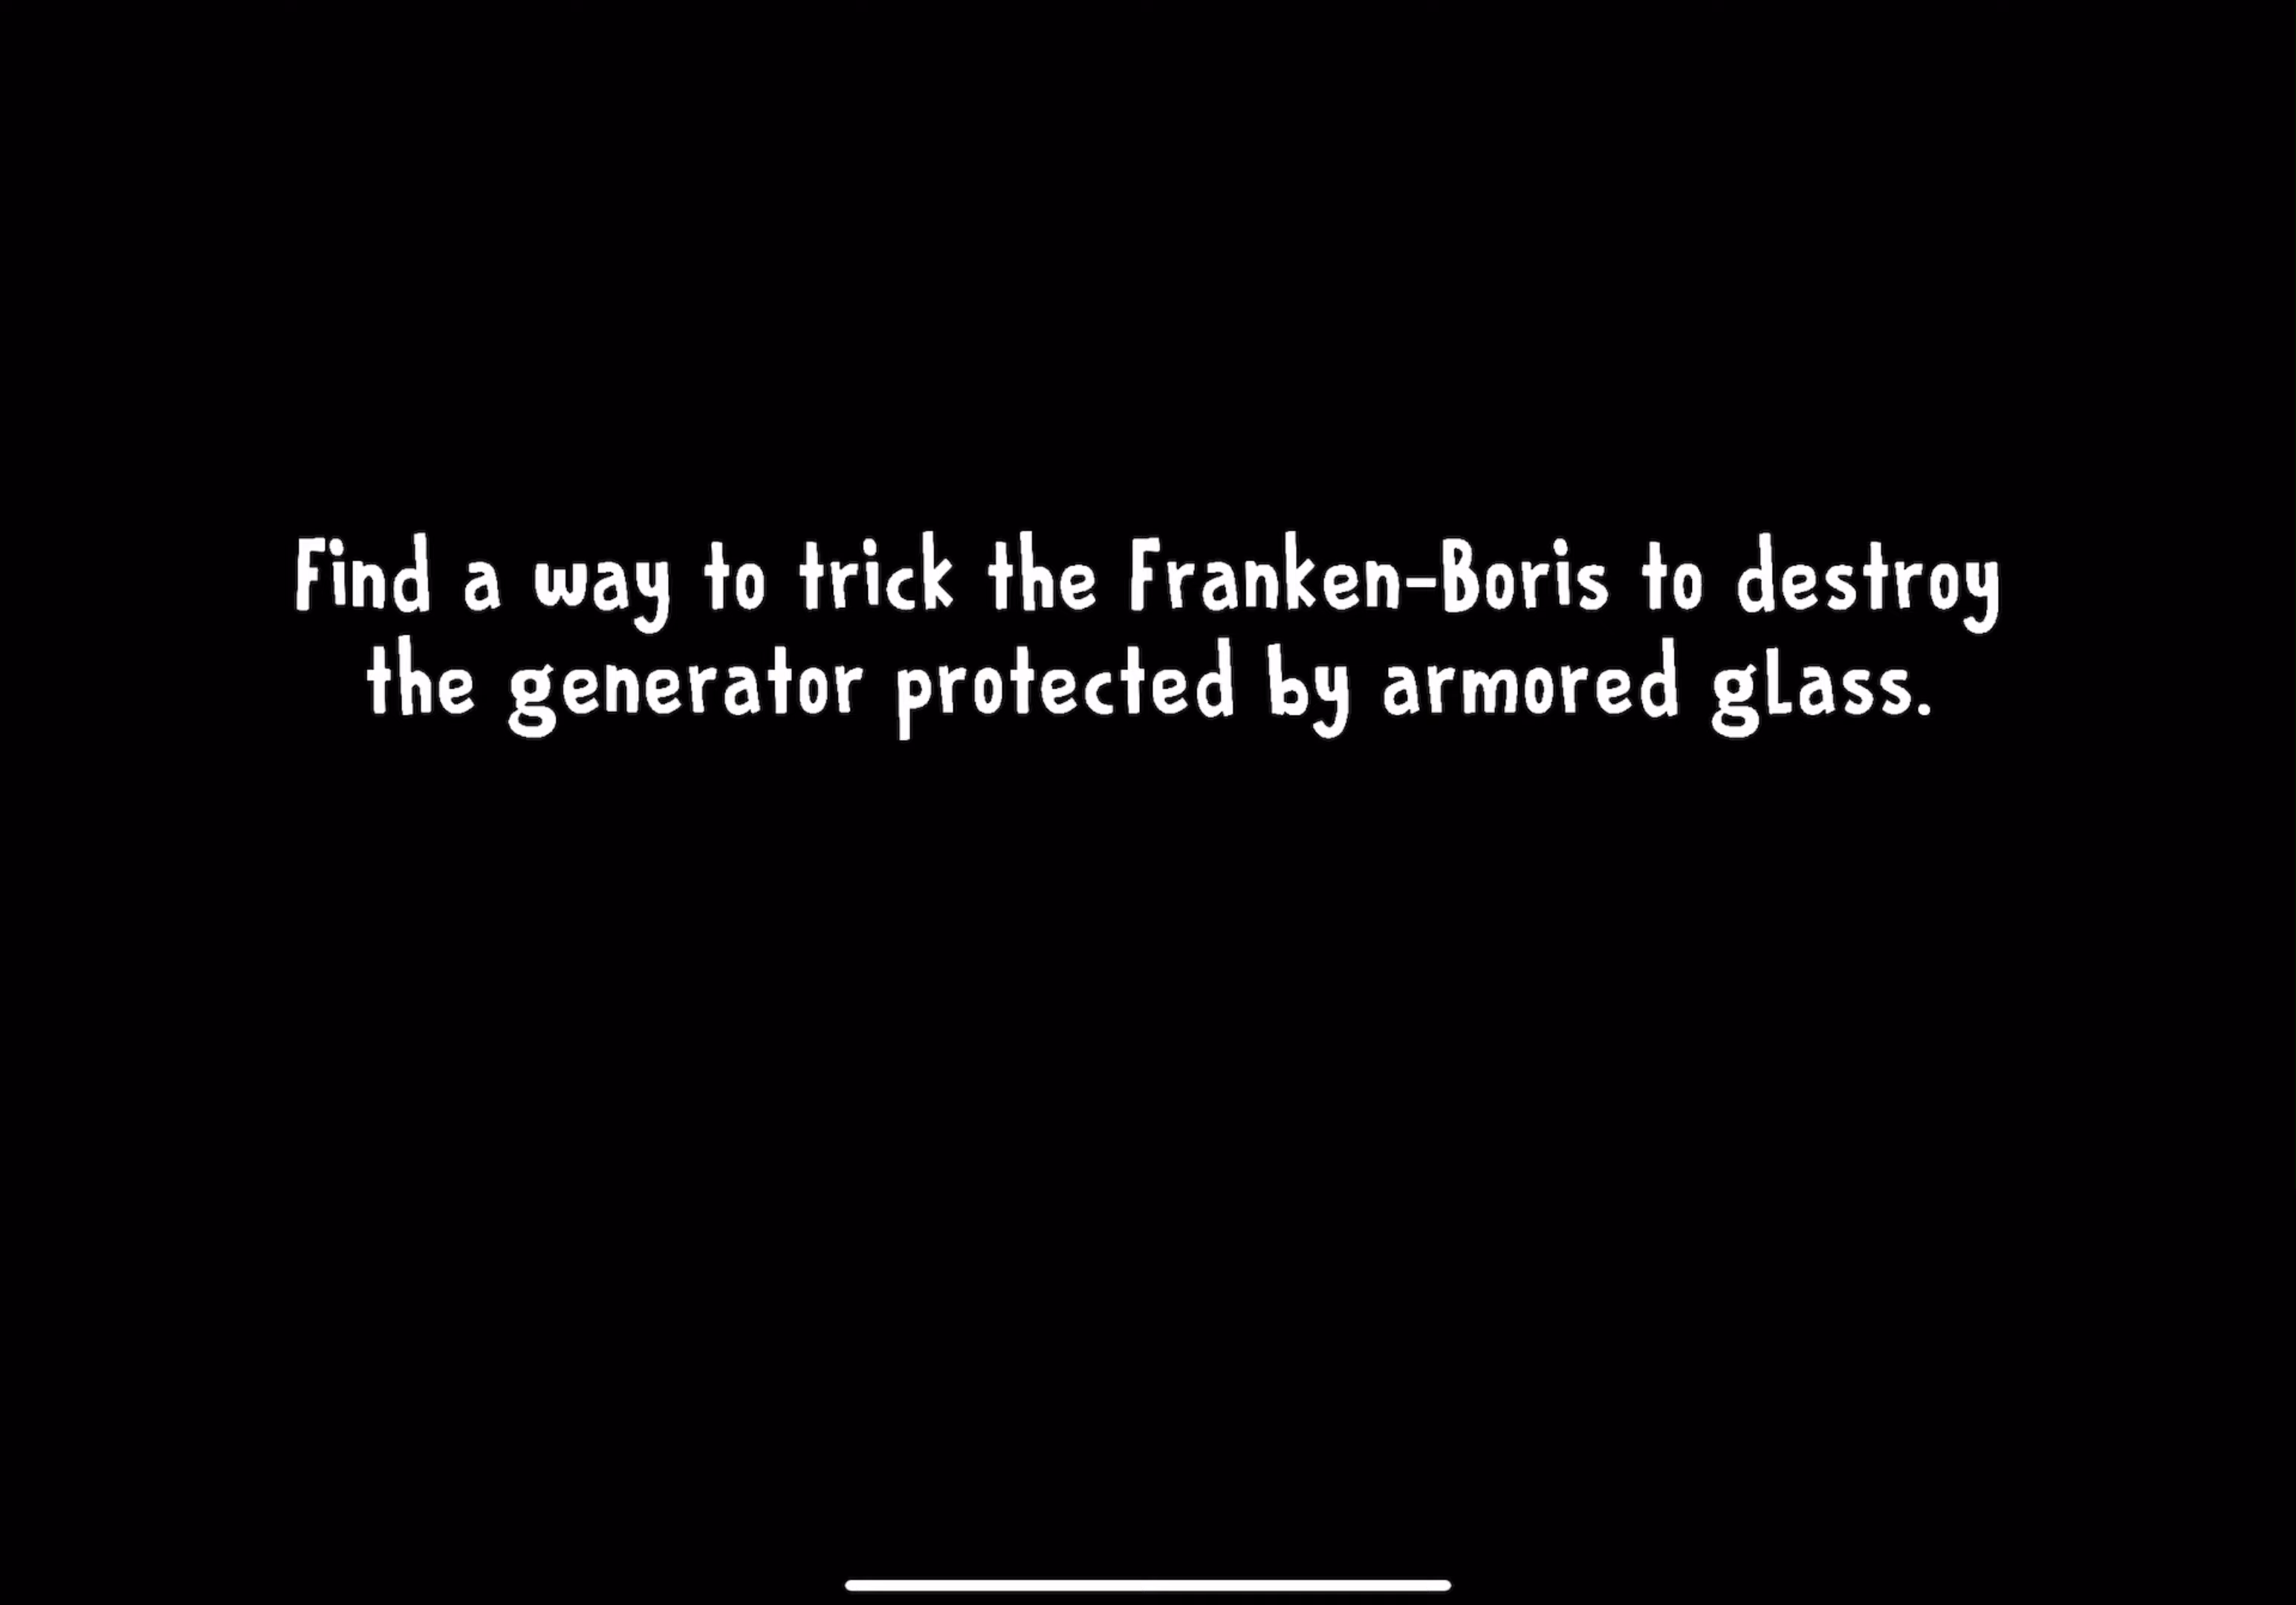 Find a way to trick the Franken-Boris to destroy
the generator protected by armored glass.